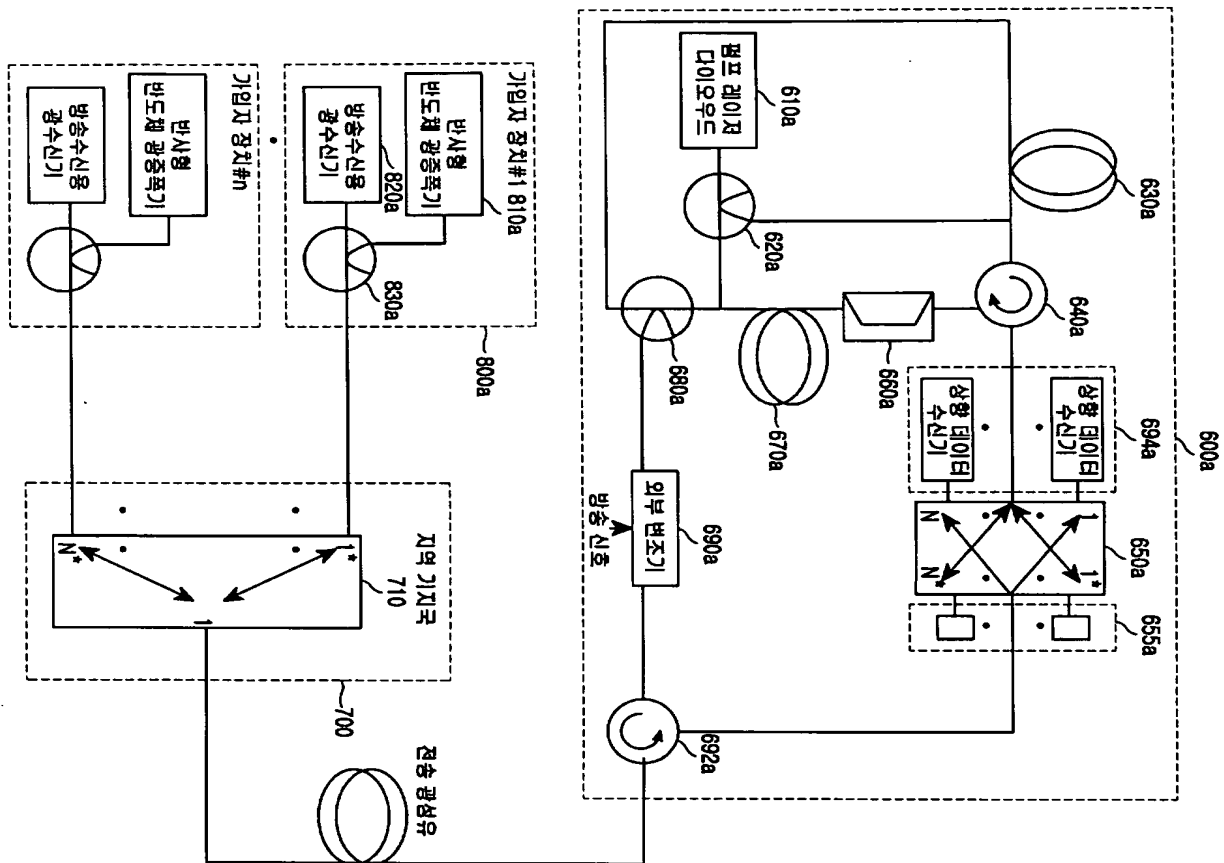 600a
694a
상향 데이터
수신기
상향 데이터
수신기
1
1*
N
N*
650a
655a
630a
640a
660a
670a
펌프 레이저
다이오우드
610a
620a
680a
외부 변조기
690a
방송 신호
692a
가입자 장치#1
810a
반사형
반도체 광증폭기
방송수신용
광수신기
820a
830a
800a
가입자 장치#n
반사형
반도체 광증폭기
방송수신용
광수신기
지역 기지국
1*
N*
1
710
700
전송 광섬유